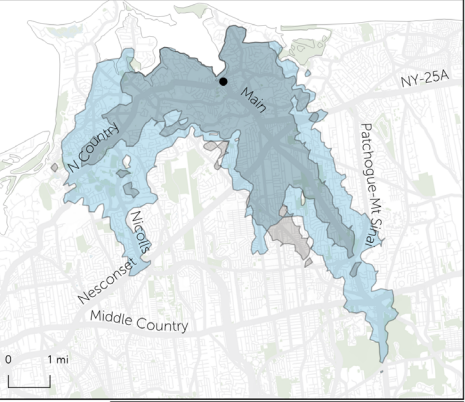 NY-25A
Main
N Country
Patchogue-Mt Sinai
Nicolls
Nesconset
Middle Country
0 1 mi